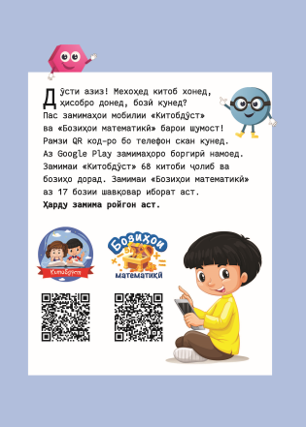 Дӯсти азиз! Мехоҳед китоб хонед,
ҳисобро донед, бозӣ кунед?
Пас замимаҳои мобилии «Китобдӯст»
ва «Бозиҳои математикӣ» барои шумост!
Рамзи QR код-ро бо телефон скан кунед.
Аз Google Play замимаҳоро боргирӣ намоед.
Замимаи «Китобдӯст» 68 китоби ҷолиб ва
бозиҳо дорад. Замимаи «Бозиҳои математикӣ»
аз 17 бозии шавқовар иборат аст.
Ҳарду замима ройгон аст.
Китобдӯст
Бозиҳои
математикӣ